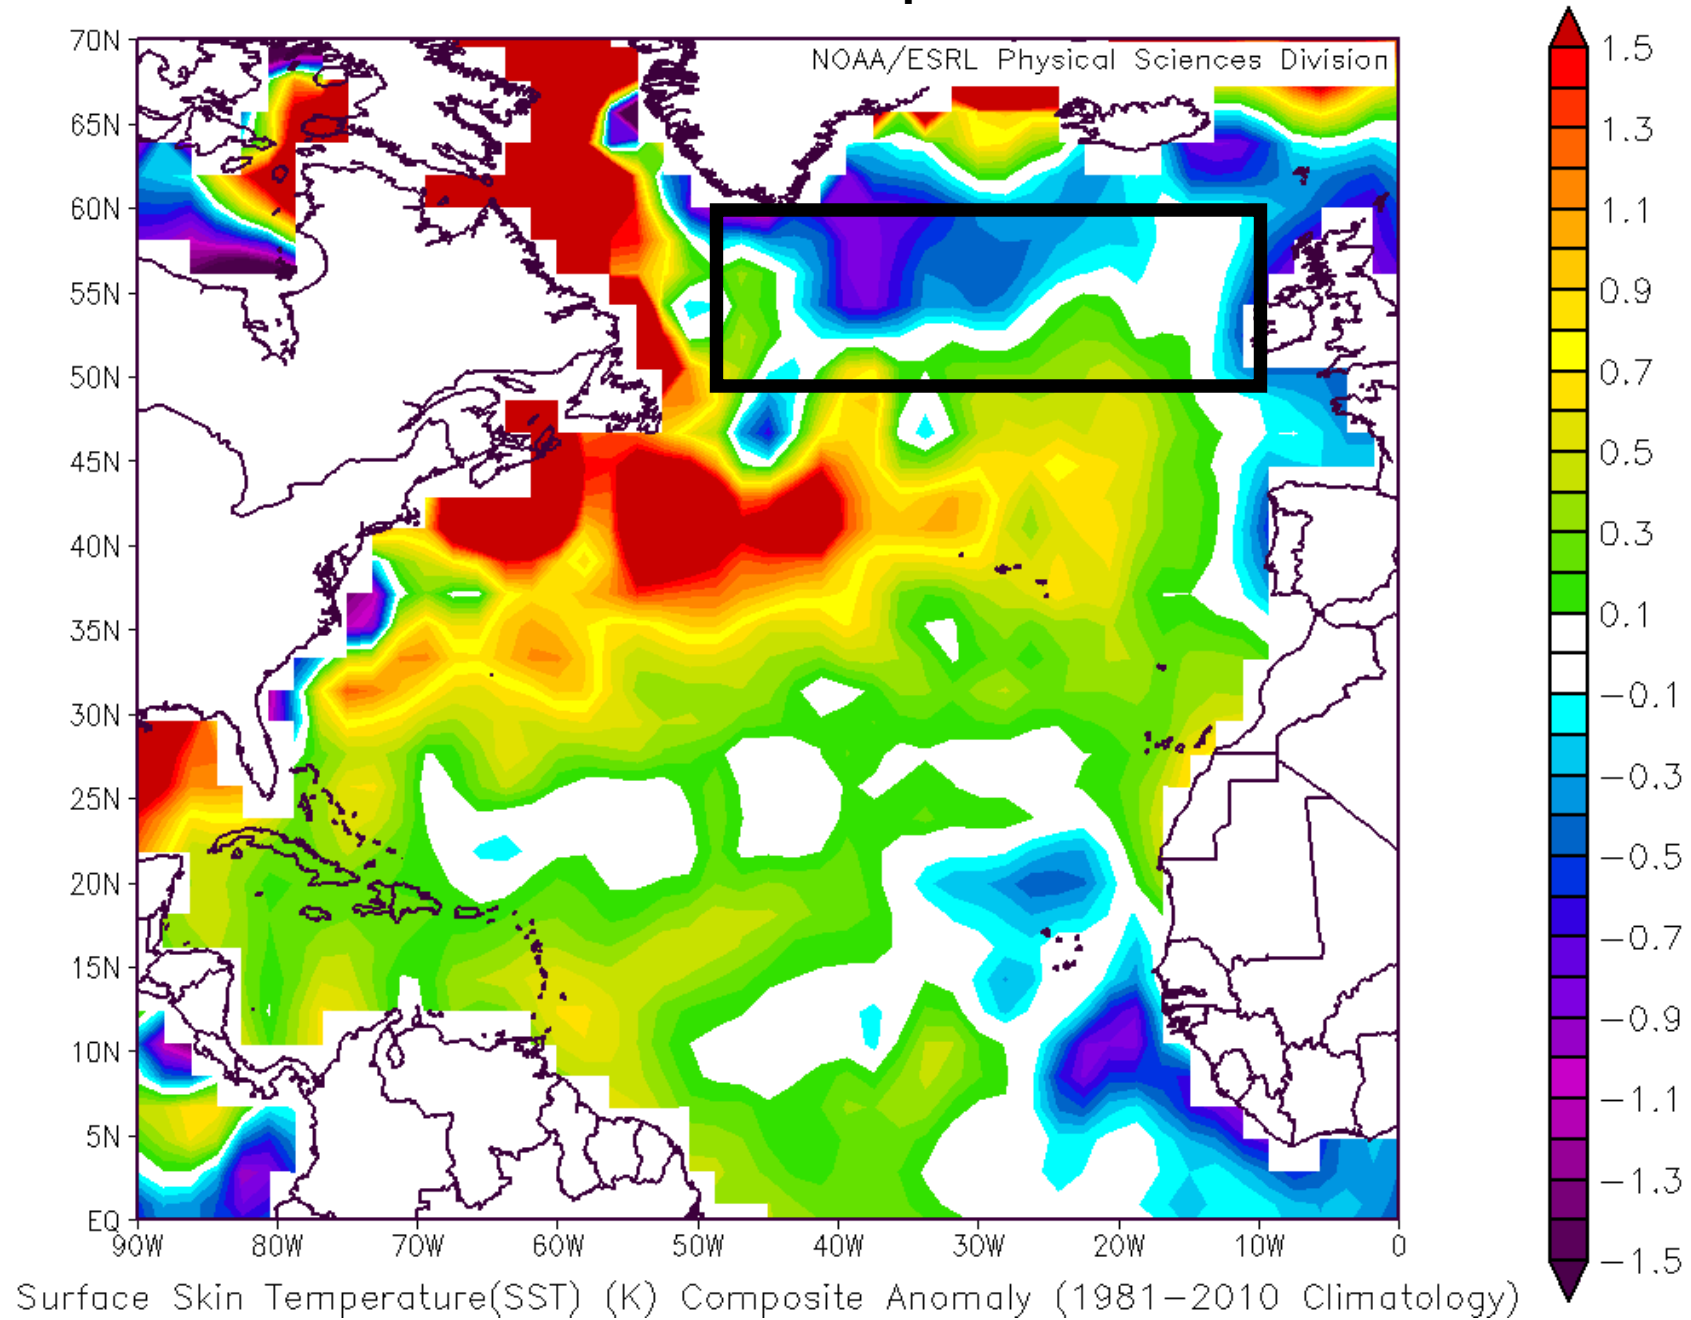 NOAA/ESRL Physical Sciences Division
70N
65N
60N
55N
50N
45N
40N
35N
30N
25N
20N
15N
10N
5N
EQ
90W 80W 70W 60W 50W 40W 30W 20W 10W 0
1.5
1.3
1.1
0.9
0.7
0.5
0.3
0.1
−0.1
−0.3
−0.5
−0.7
−0.9
−1.1
−1.3
−1.5
Surface Skin Temperature(SST) (K) Composite Anomaly (1981−2010 Climatology)